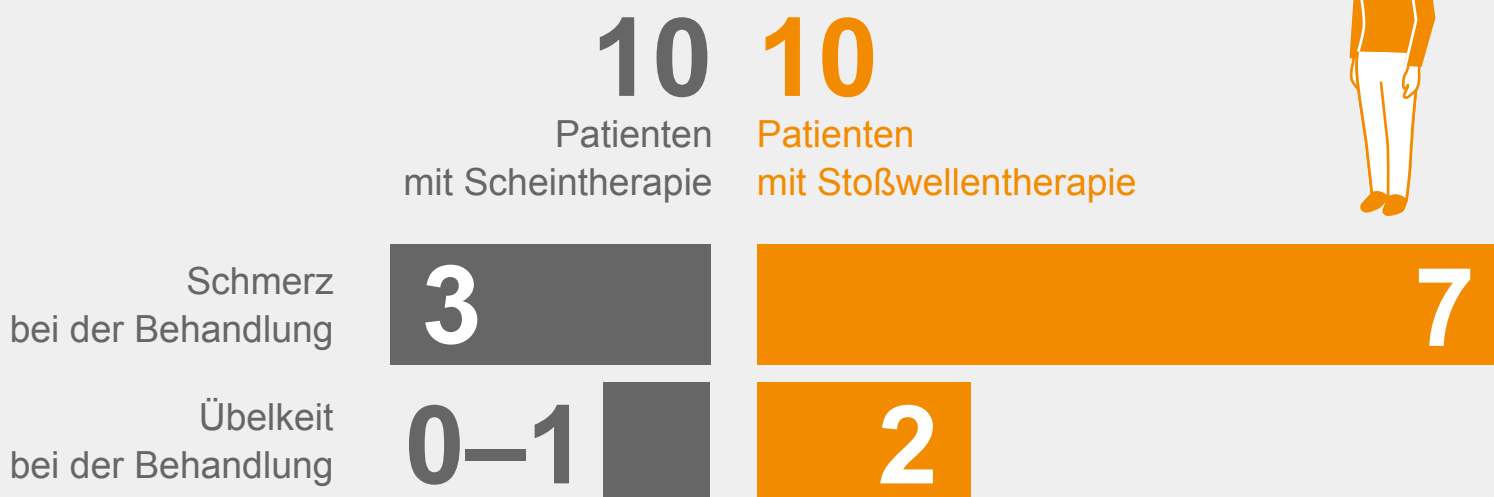 10 10
Patienten Patienten
mit Scheintherapie mit Stoßwellentherapie
Schmerz
bei der Behandlung
3 7
Übelkeit
bei der Behandlung
0–1 2